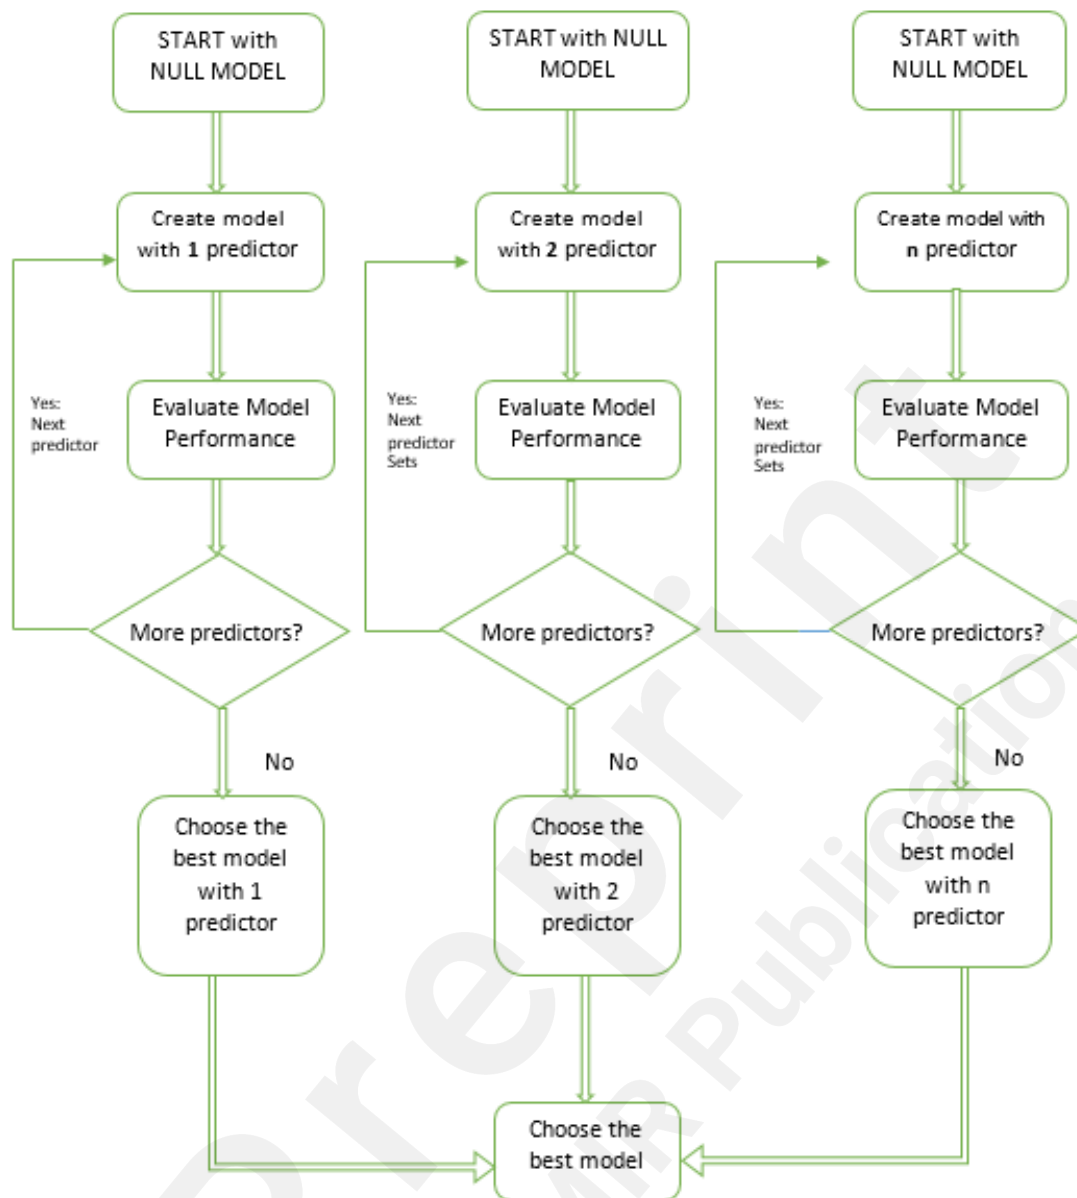 START with
NULL MODEL
Create model
with 1 predictor
Yes:
Next
predictor
Evaluate Model
Performance
More predictors?
No
Choose the
best model
with 1
predictor
START with NULL
MODEL
Create model
with 2 predictor
Yes:
Next
predictor
Sets
Evaluate Model
Performance
More predictors?
No
Choose the
best model
with 2
predictor
START with
NULL MODEL
Create model with
n predictor
Yes:
Next
predictor
Sets
Evaluate Model
Performance
More predictors?
No
Choose the
best model
with n
predictor
Choose the
best model
Preprint
MR Publication